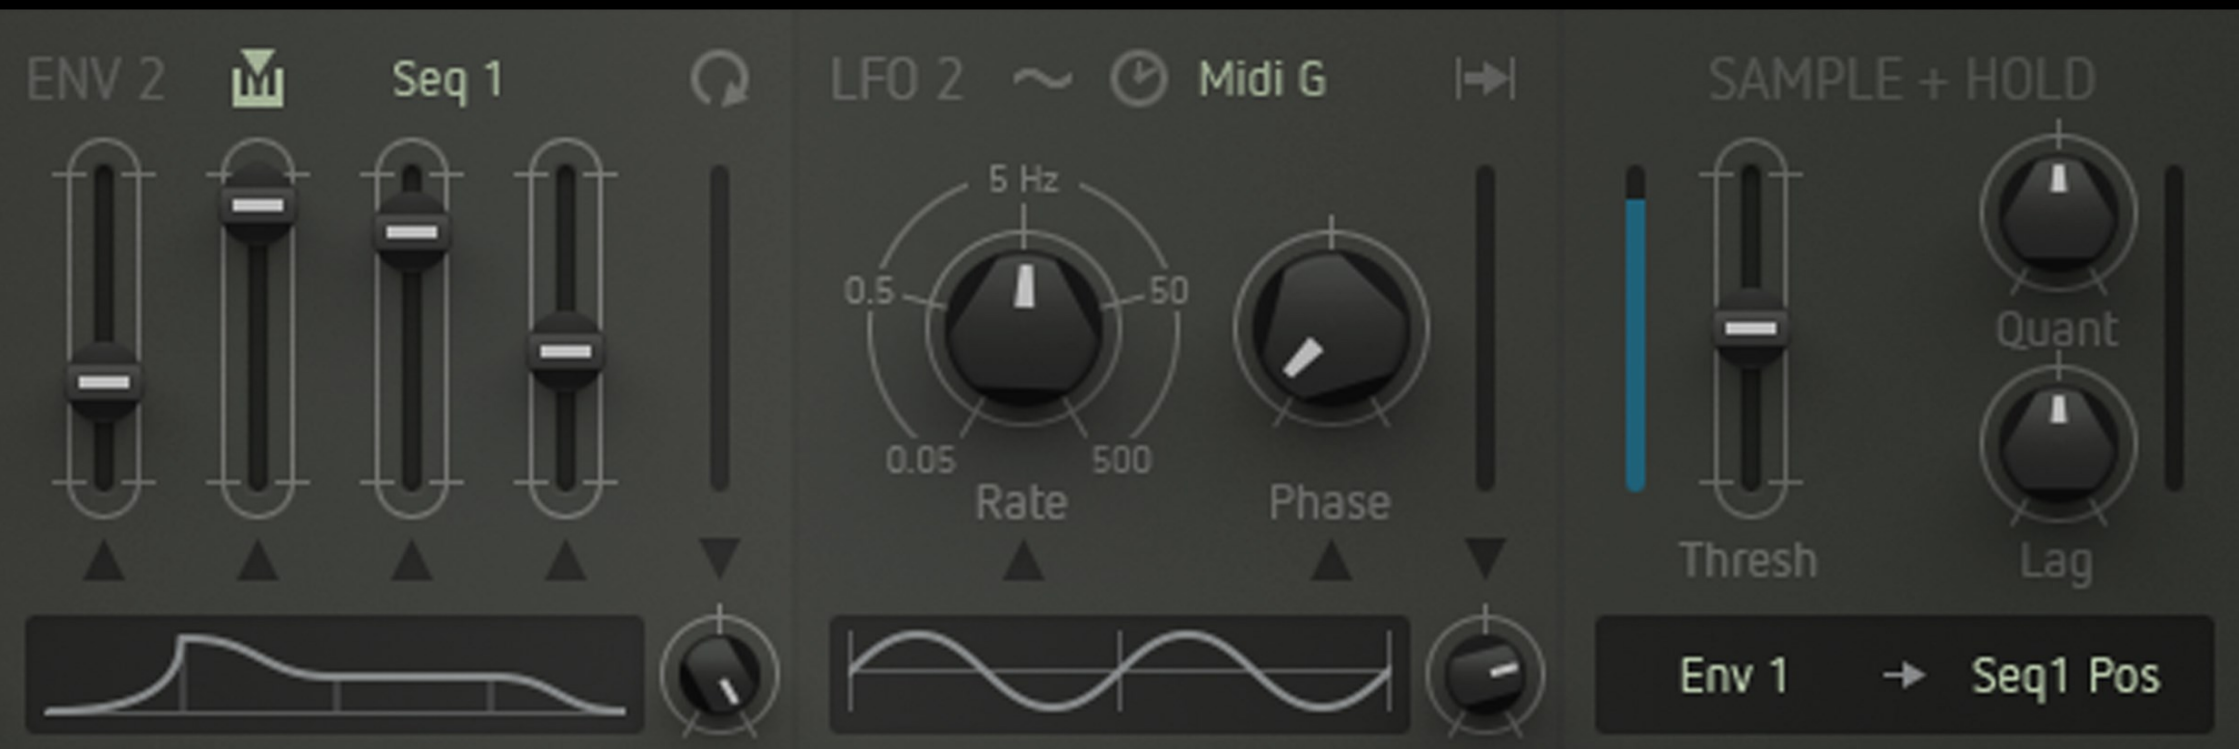 ENV 2
Seq 1
LFO 2
Midi G
SAMPLE + HOLD
5 Hz
0.5
50
0.05
500
Rate
Phase
Thresh
Quant
Lag
Env 1
Seq1 Pos